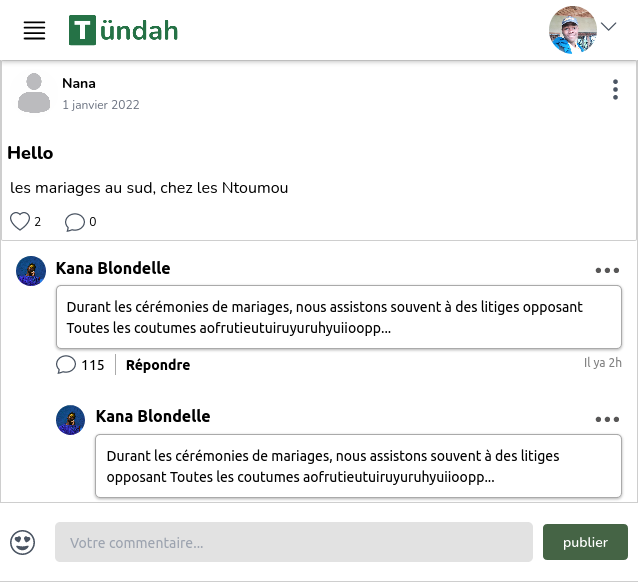 Tündah
Nana
1 janvier 2022
Hello
les mariages au sud, chez les Ntoumou
2 0
Kana Blondelle
Durant les cérémonies de mariages, nous assistons souvent à des litiges opposant
Toutes les coutumes aofrutieutuiruyuruhyuiioopp...
115 Répondre Il ya 2h
Kana Blondelle
Durant les cérémonies de mariages, nous assistons souvent à des litiges
opposant Toutes les coutumes aofrutieutuiruyuruhyuiioopp...
Votre commentaire... publier